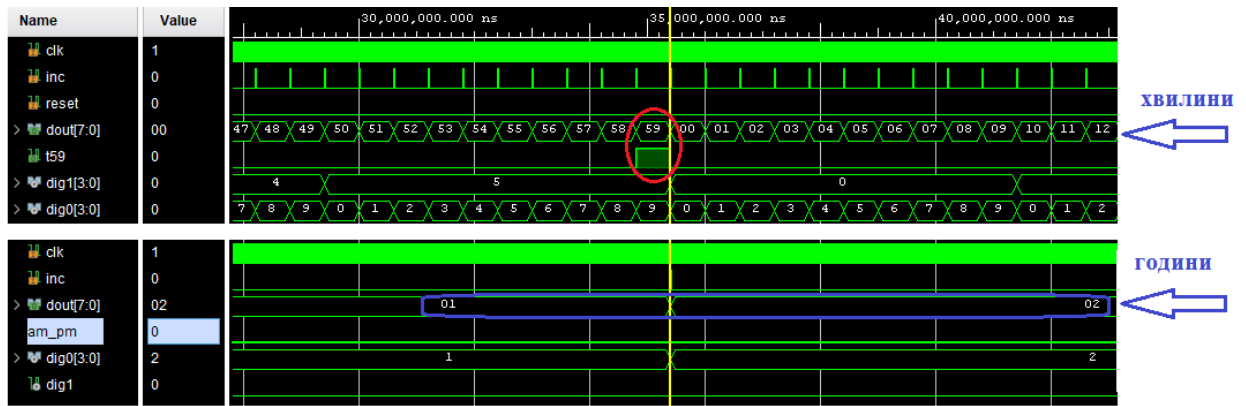 Name Value 30,000,000.000 ns 35,000,000.000 ns 40,000,000.000 ns
clk 1
inc 0
reset 0
ХВИЛИНИ
dout[7:0] 00 47 48 49 50 51 52 53 54 55 56 57 58 59 00 01 02 03 04 05 06 07 08 09 10 11 12
t59 0
dig1[3:0] 0 4 5 0
dig0[3:0] 0 7 8 9 0 1 2 3 4 5 6 7 8 9 0 1 2 3 4 5 6 7 8 9 0 1 2
clk 1
ГОДИНИ
inc 0
dout[7:0] 02 01 02
am_pm 0
dig0[3:0] 2 1 2
dig1 0